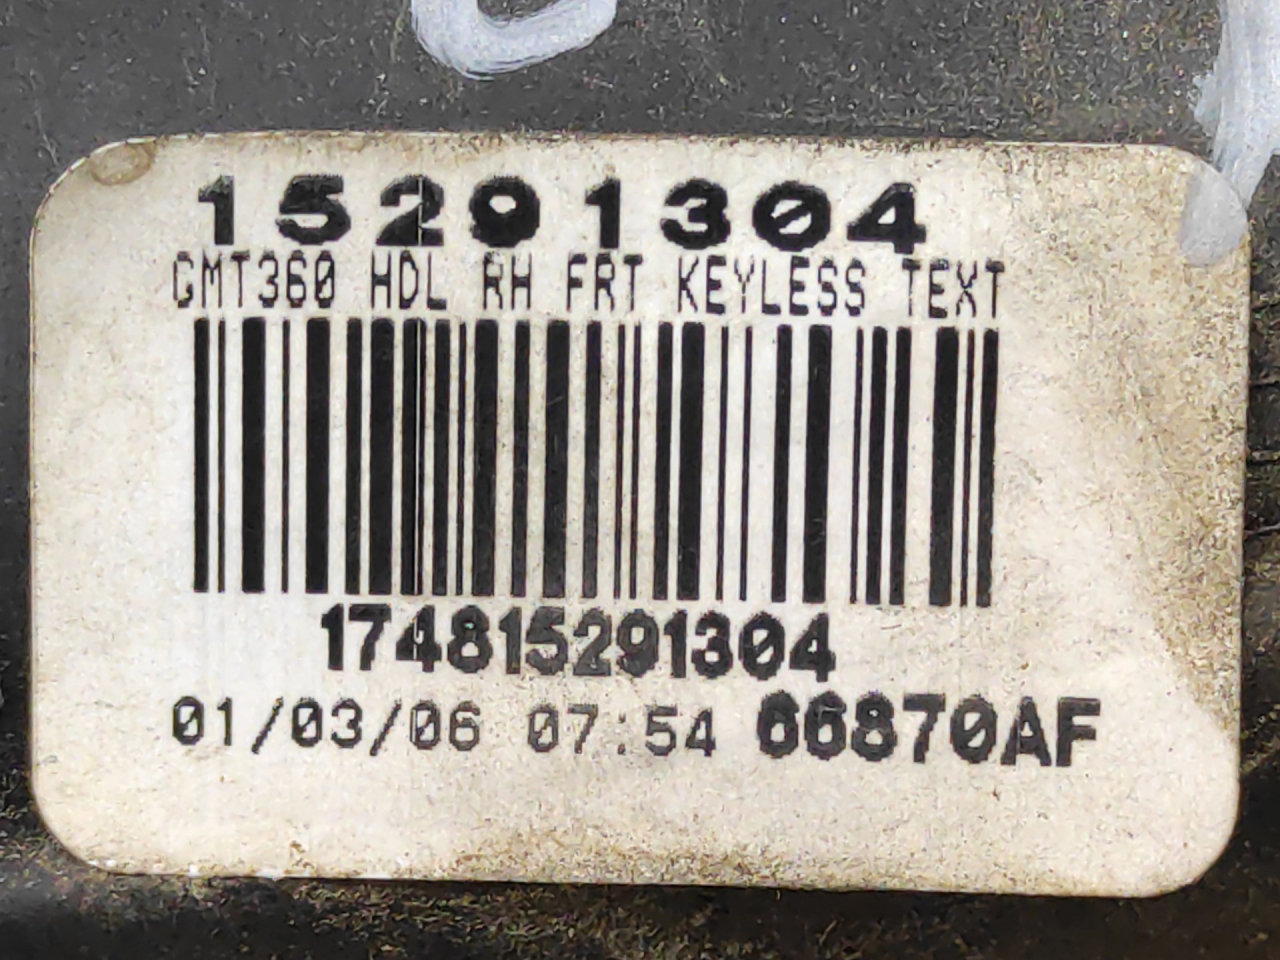 15291304
GMT360 HDL RH FRT KEYLESS TEXT
174815291304
01/03/06 07:54 66870AF